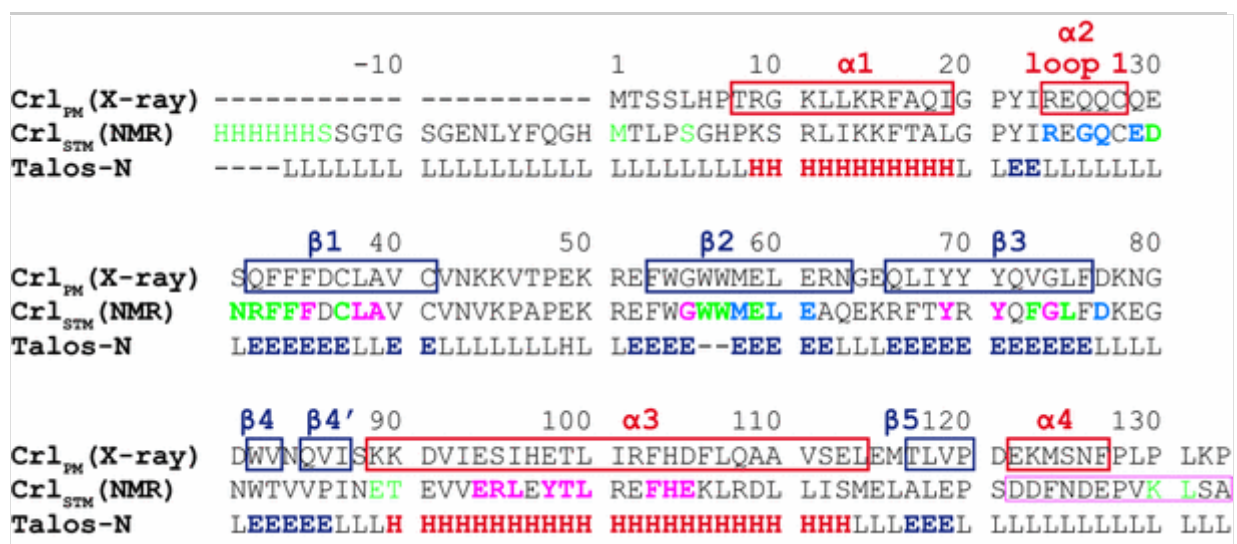 α2
-10 1 10 α1 20 loop 130
CrlPM(X-ray) ---------- ---------- MTSSLHPTRG KLLKRFAQIG PYIREQQCQE
CrlSTM(NMR) HHHHHHSSGTG SGENLYFQGH MTLPSGHPKS RLIKKFTALG PYIREGQCED
Talos-N ----LLLLLLL LLLLLLLLLL LLLLLLLLHH HHHHHHHHHL LEELLLLLLL
β1 40 50 β2 60 70 β3 80
CrlPM(X-ray) SQFFFDCLAV CVNKKVTPEK REFWGWWMEL ERNGEQLIYY YQVGLFDKNG
CrlSTM(NMR) NRFFFDCLAV CVNVKPAPEK REFWGWWMEL EAQEKRFTYR YQFGLFDKEG
Talos-N LEEEEEELLE ELLLLLLLHL LEEEE--EEE EELLLEEEEE EEEEEELLLL
β4 β4′ 90 100 α3 110 β5120 α4 130
CrlPM(X-ray) DWVNQVISKK DVIESIHETL IRFHDFLQAA VSELEMTLVP DEKMSNFPLP LKP
CrlSTM(NMR) NWTVVPINET EVVERLEYTL REFHEKLRDL LISMELALEP SDDFNDEPVK LSA
Talos-N LEEEEELLLH HHHHHHHHHH HHHHHHHHHH HHHLLLEEEL LLLLLLLLLL LLL